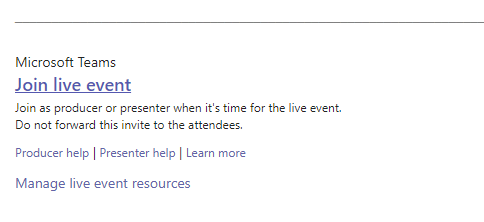 Microsoft Teams
Join live event
Join as producer or presenter when it's time for the live event.
Do not forward this invite to the attendees.
Producer help | Presenter help | Learn more
Manage live event resources